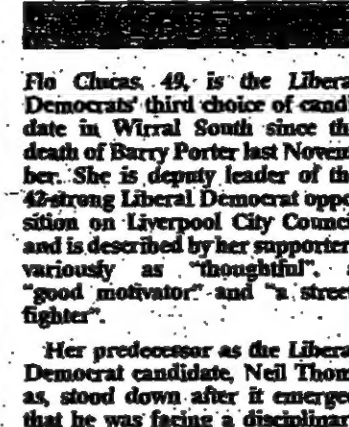 Flo Clucas, 49, is the Libera
Democrats' third choice of candi
date in Wirral South since th
death of Barry Porter last Novem
ber. She is deputy leader of th
42-strong Liberal Democrat oppo
sition on Liverpool City Counci
and is described by her supporter
variously as "thoughtful", a
"good motivator" and "a stree
fighter".
Her predecessor as the Libera
Democrat candidate, Neil Thom
as, stood down after it emerged
that he was facing a disciplinar